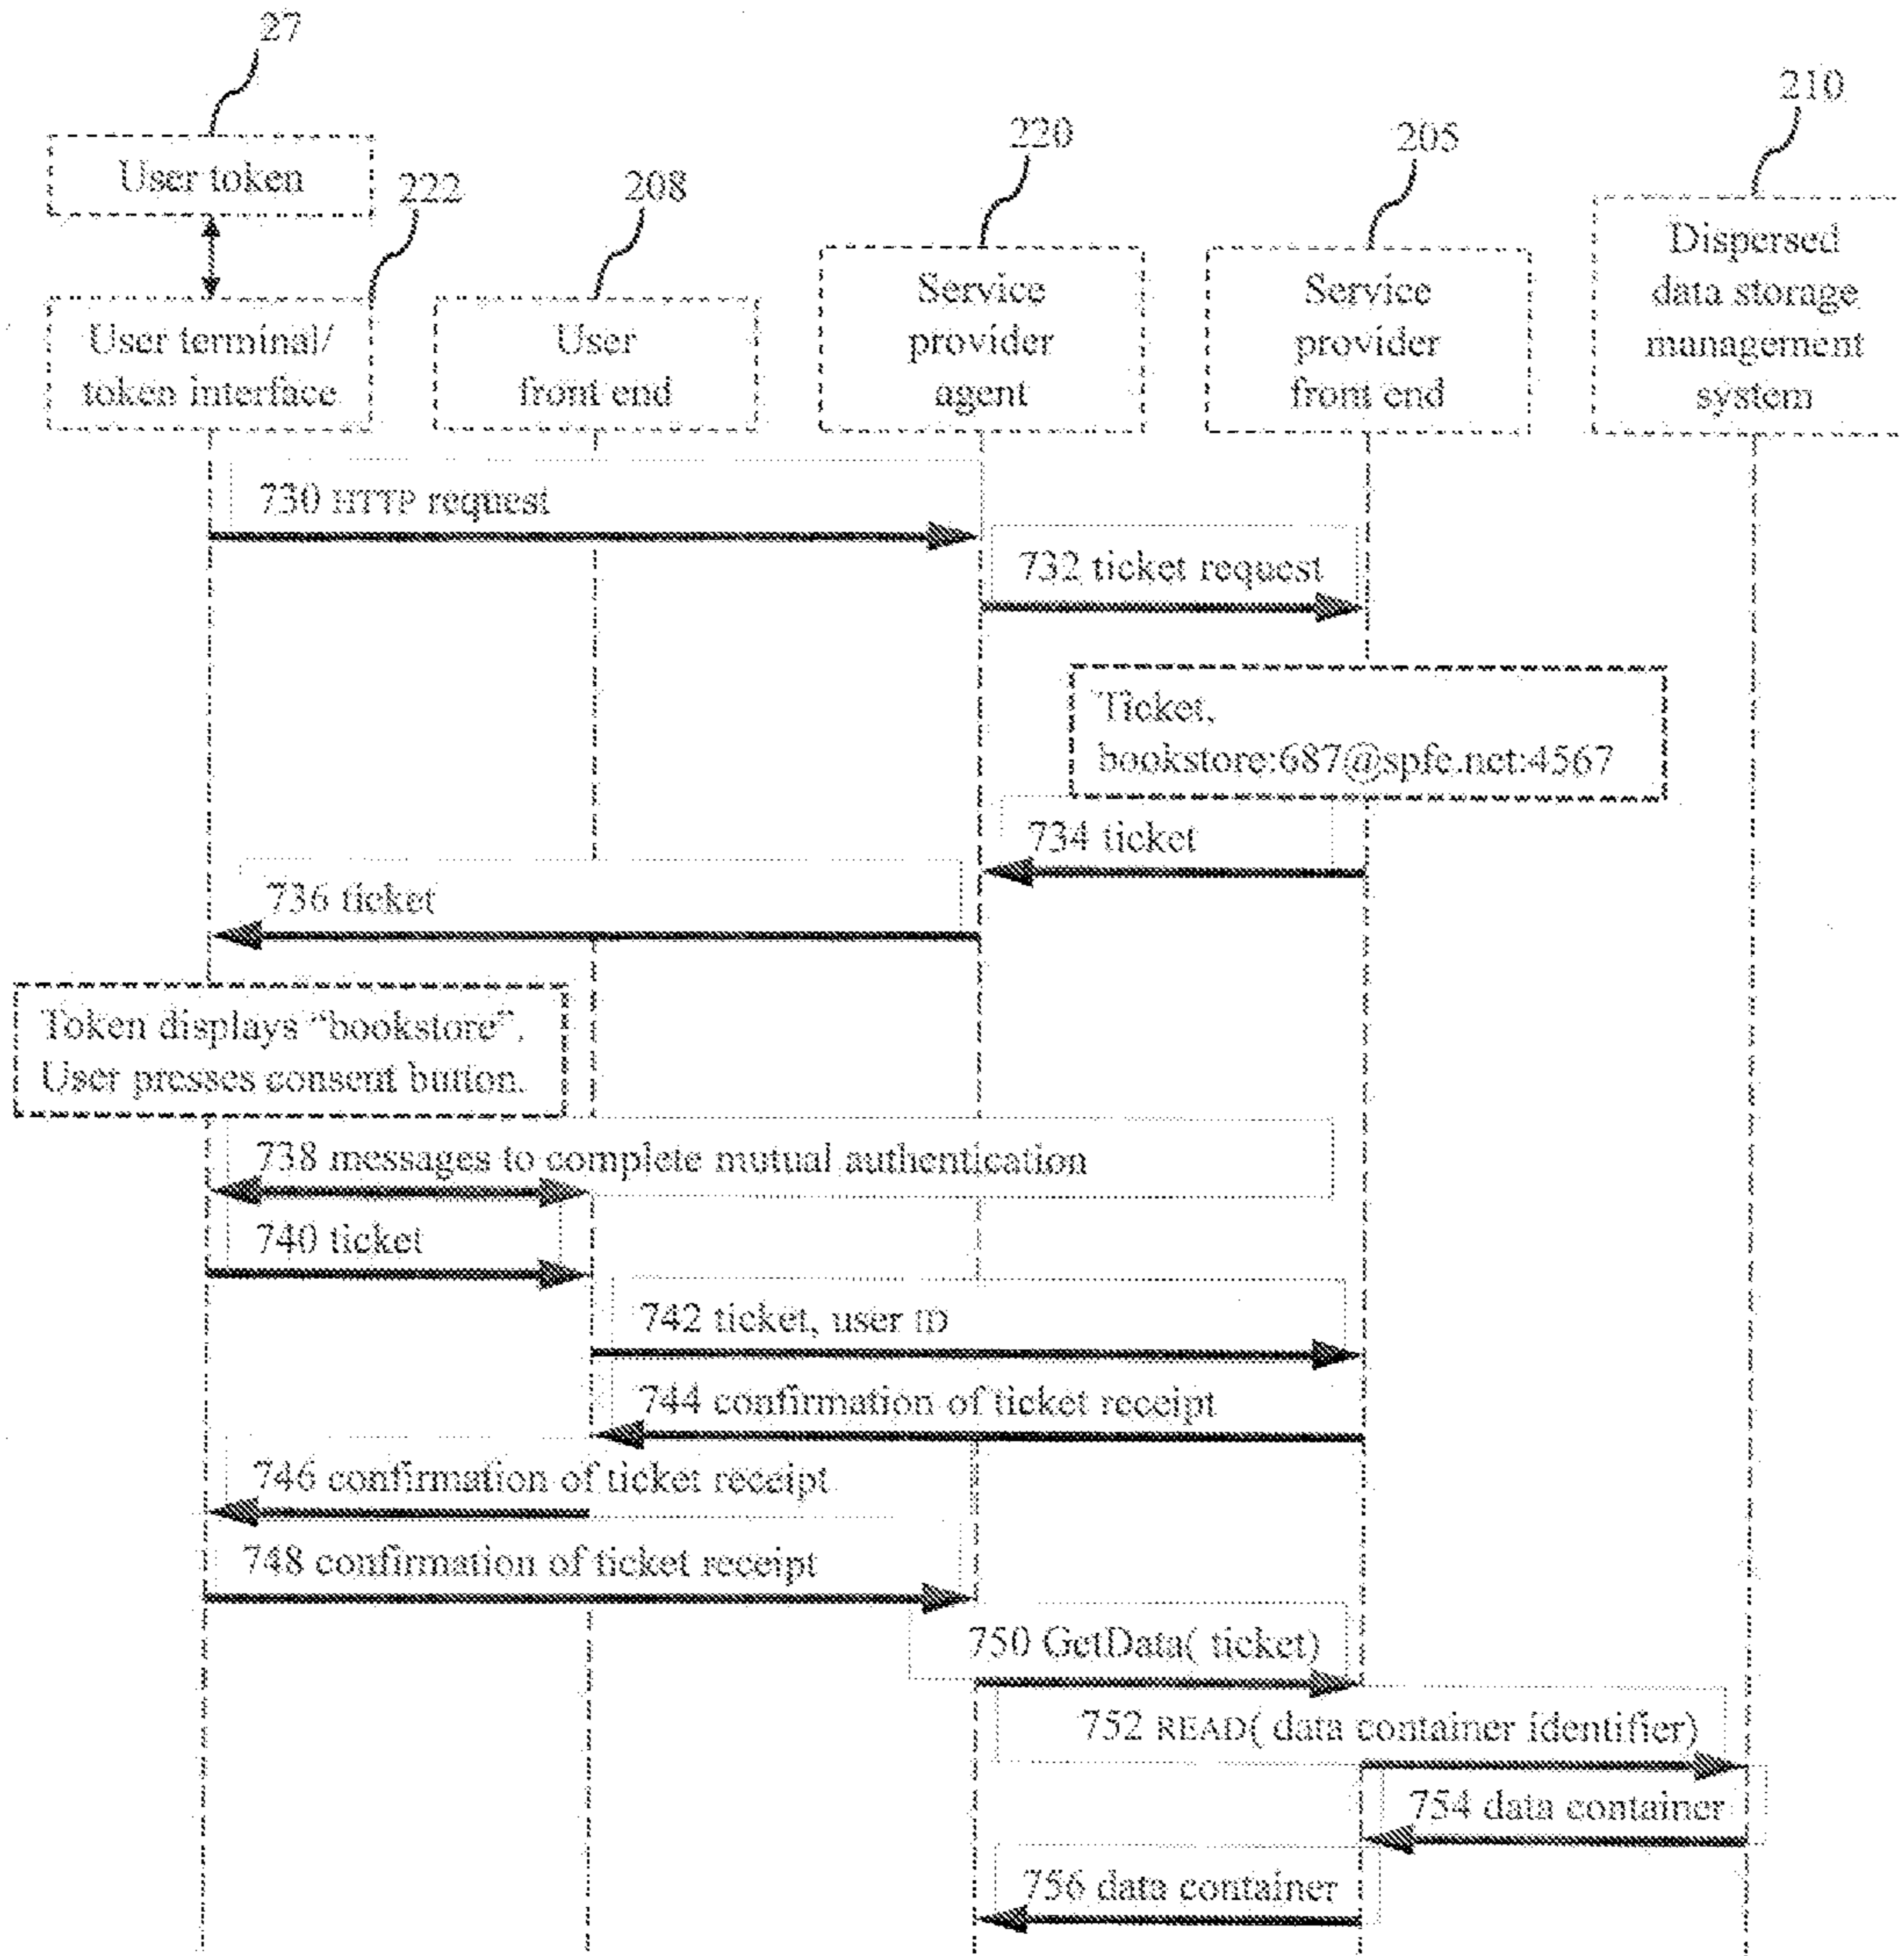 27
210
220
205
User token
222
208
User terminal/
token interface
User
front end
Service
provider
agent
Service
provider
front end
Dispersed
data storage
management
system
730 HTTP request
732 ticket request
Ticket,
bookstore:687@spfe.net:4567
734 ticket
736 ticket
Token displays “bookstore”.
User presses consent button.
738 messages to complete mutual authentication
740 ticket
742 ticket, user ID
744 confirmation of ticket receipt
746 confirmation of ticket receipt
748 confirmation of ticket receipt
750 GetData( ticket)
752 READ( data container identifier)
754 data container
756 data container